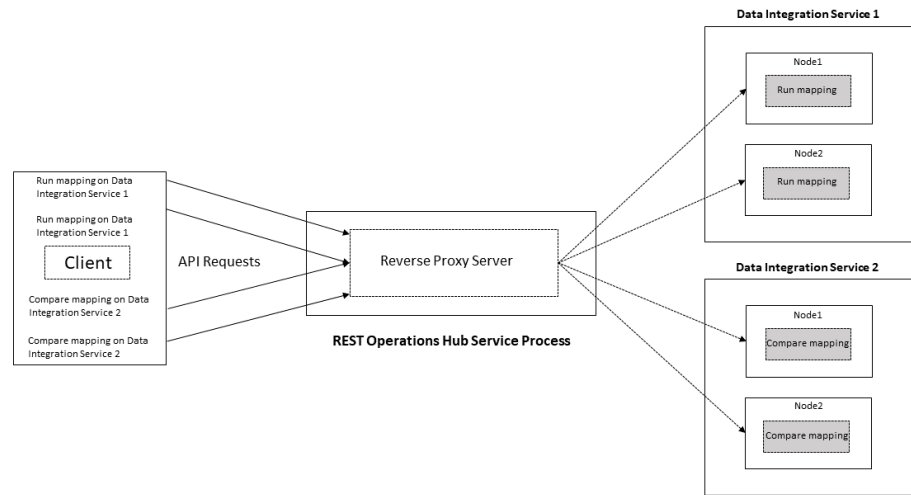 Data Integration Service 1
Node1
Run mapping
Node2
Run mapping
Run mapping on Data
Integration Service 1
Run mapping on Data
Integration Service 1
Client
Compare mapping on Data
Integration Service 2
Compare mapping on Data
Integration Service 2
API Requests
Reverse Proxy Server
REST Operations Hub Service Process
Data Integration Service 2
Node1
Compare mapping
Node2
Compare mapping